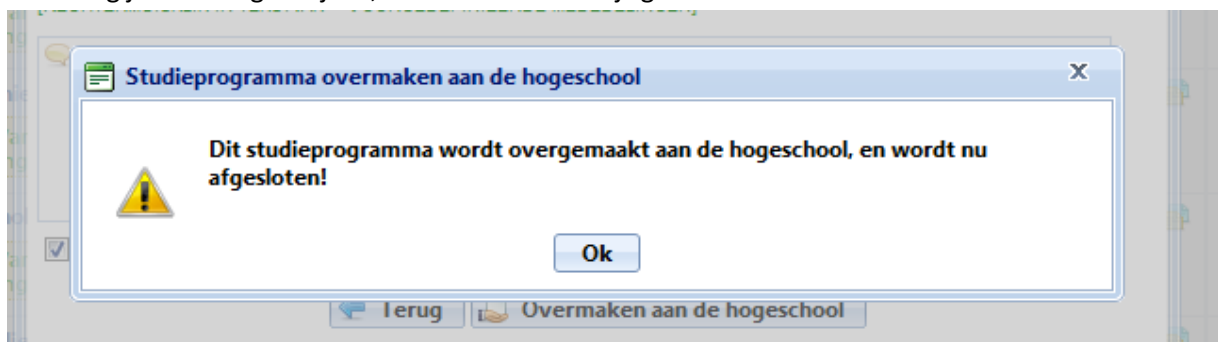 Studieprogramma overmaken aan de hogeschool
X
Dit studieprogramma wordt overgemaakt aan de hogeschool, en wordt nu
afgesloten!
Ok
Terug
Overmaken aan de hogeschool